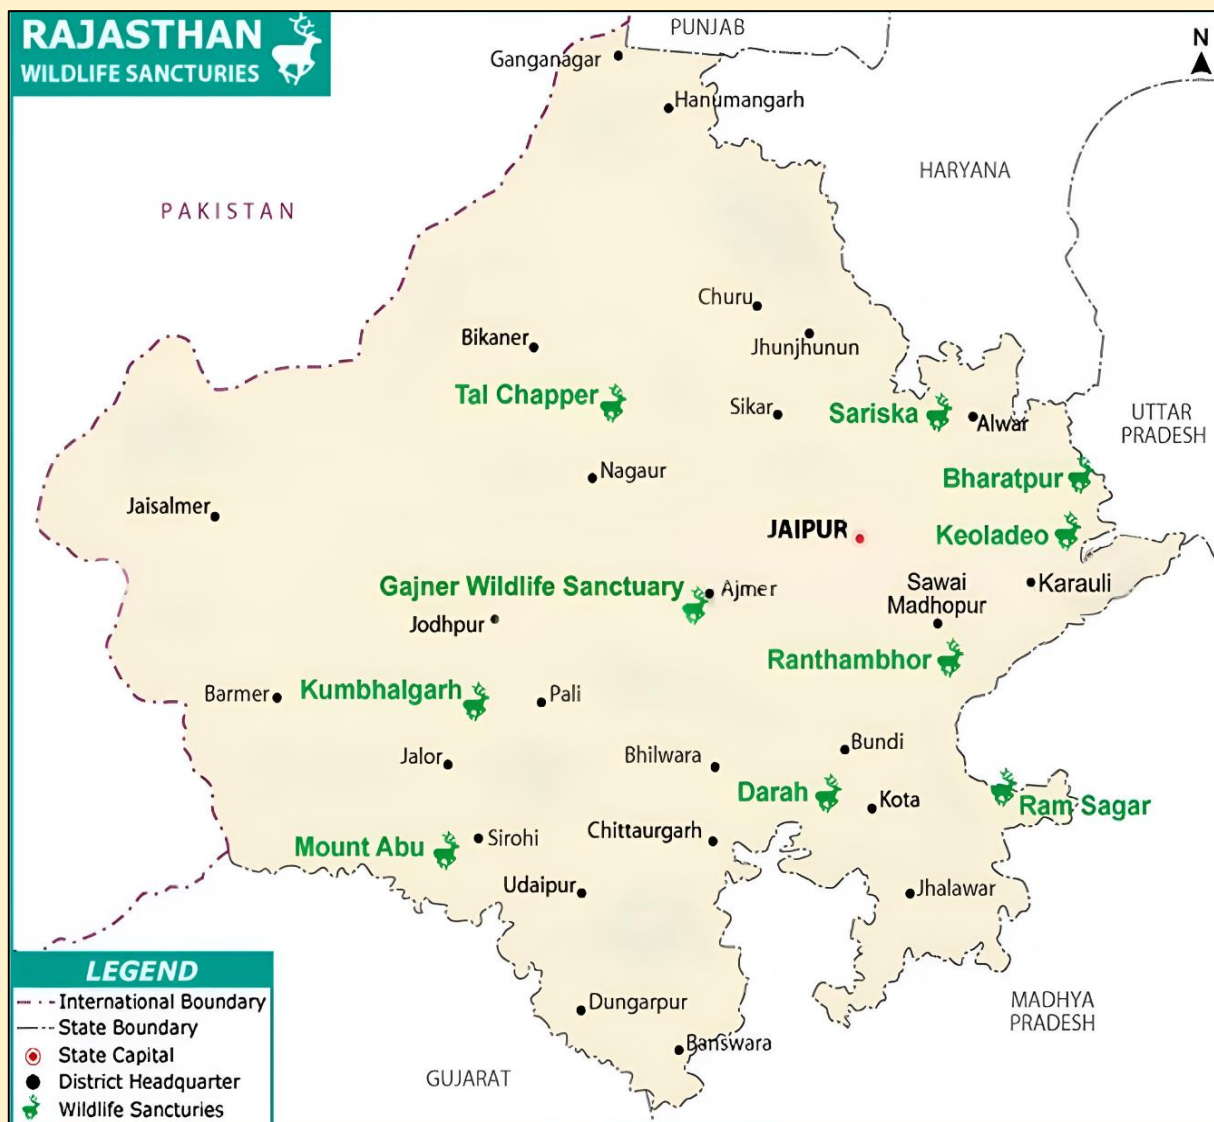 RAJASTHAN
WILDLIFE SANCTURIES
PUNJAB
N
Ganganagar
Hanumangarh
HARYANA
PAKISTAN
Churu
Bikaner
Jhunjhunun
Tal Chapper
Sikar
Sariska
Alwar
UTTAR
PRADESH
Nagaur
Bharatpur
Jaisalmer
JAIPUR
Keoladeo
Gajner Wildlife Sanctuary
Ajmer
Sawai
Madhopur
Karauli
Jodhpur
Ranthambhor
Barmer
Kumbhalgarh
Pali
Jalor
Bhilwara
Bundi
Darah
Kota
Ram Sagar
Mount Abu
Sirohi
Chittaurgarh
Udaipur
Jhalawar
LEGEND
International Boundary
State Boundary
State Capital
District Headquarter
Wildlife Sancturies
Dungarpur
Banswara
MADHYA
PRADESH
GUJARAT